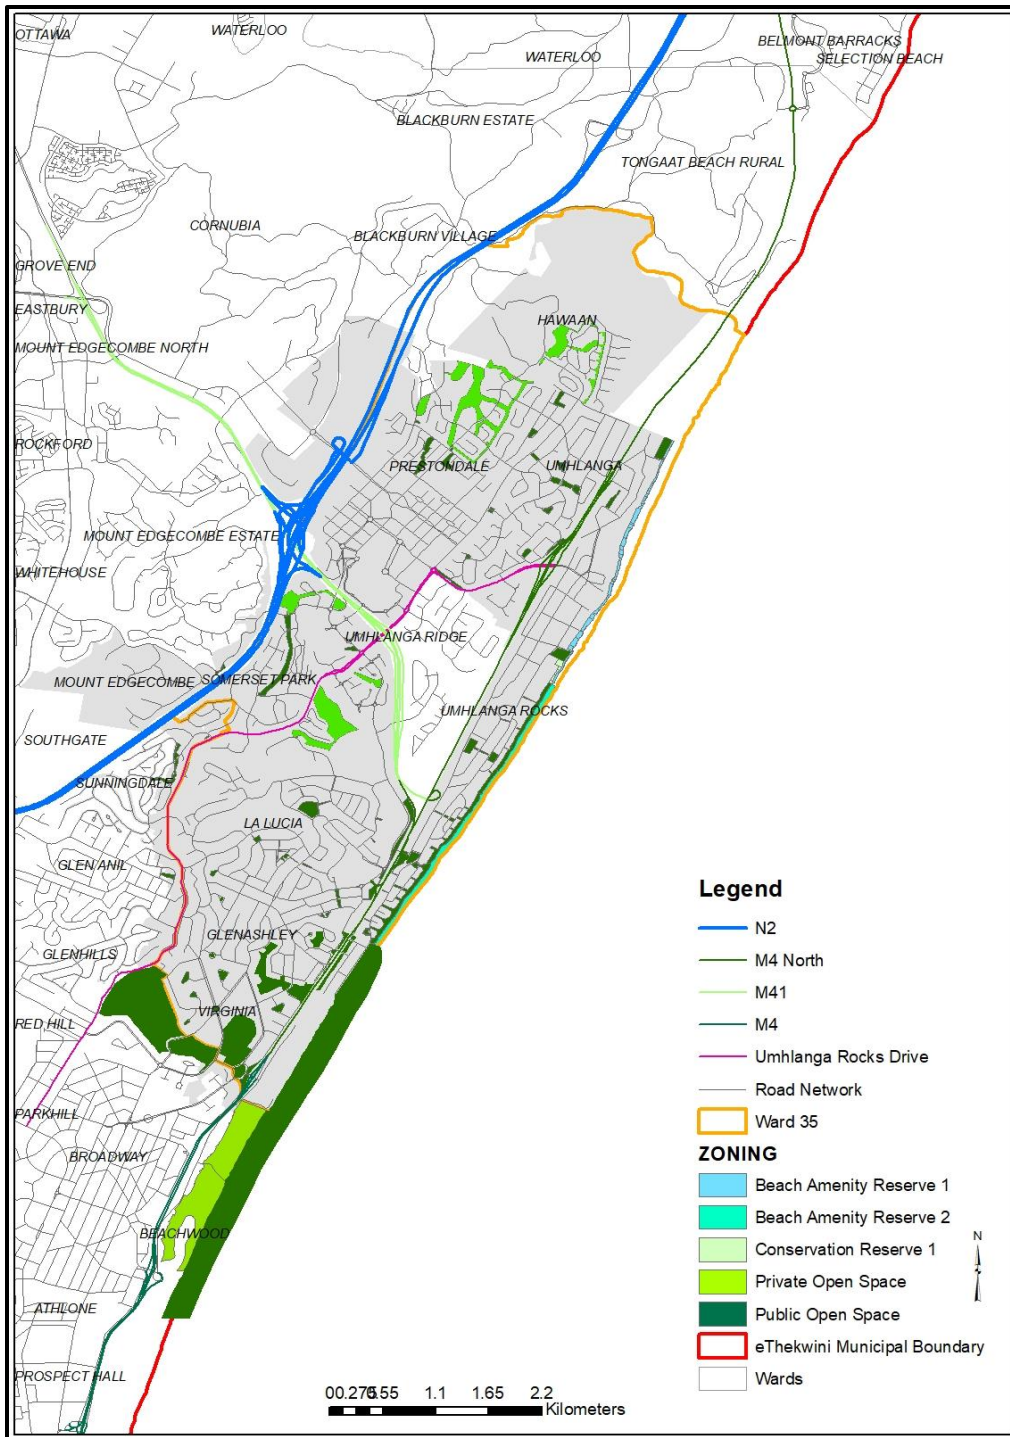 OTTAWA
WATERLOO
WATERLOO
BELMONT BARRACKS
SELECTION BEACH
BLACKBURN ESTATE
TONGAAT BEACH RURAL
CORNUBIA
BLACKBURN VILLAGE
GROVE END
EASTBURY
HAWAAN
MOUNT EDGECOMBE NORTH
ROCKFORD
PRESTONDALE
UMHLANGA
MOUNT EDGECOMBE ESTATE
WHITEHOUSE
UMHLANGA RIDGE
MOUNT EDGECOMBE
SOMERSET PARK
UMHLANGA ROCKS
SOUTHGATE
SUNNINGDALE
LA LUCIA
GLEN ANIL
GLENASHLEY
GLENHILLS
VIRGINIA
RED HILL
PARKHILL
BROADWAY
BEACHWOOD
ATHLONE
PROSPECT HALL
Legend
N2
M4 North
M41
M4
Umhlanga Rocks Drive
Road Network
Ward 35
ZONING
Beach Amenity Reserve 1
Beach Amenity Reserve 2
Conservation Reserve 1
Private Open Space
Public Open Space
eThekwini Municipal Boundary
Wards
N
00.275 0.55 1.1 1.65 2.2
Kilometers